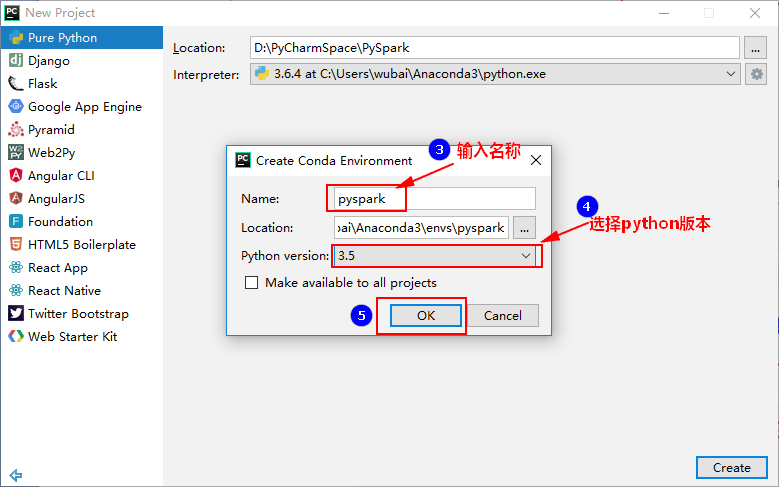 PC New Project
Pure Python
Django
Flask
Google App Engine
Pyramid
Web2Py
Angular CLI
AngularJS
Foundation
HTML5 Boilerplate
React App
React Native
Twitter Bootstrap
Web Starter Kit
Location: D:\PyCharmSpace\PySpark ...
Interpreter: 3.6.4 at C:\Users\wubai\Anaconda3\python.exe
PC Create Conda Environment
3 输入名称
Name: pyspark
Location: bai\Anaconda3\envs\pyspark ...
4 选择python版本
Python version: 3.5
Make available to all projects
5 OK Cancel
Create